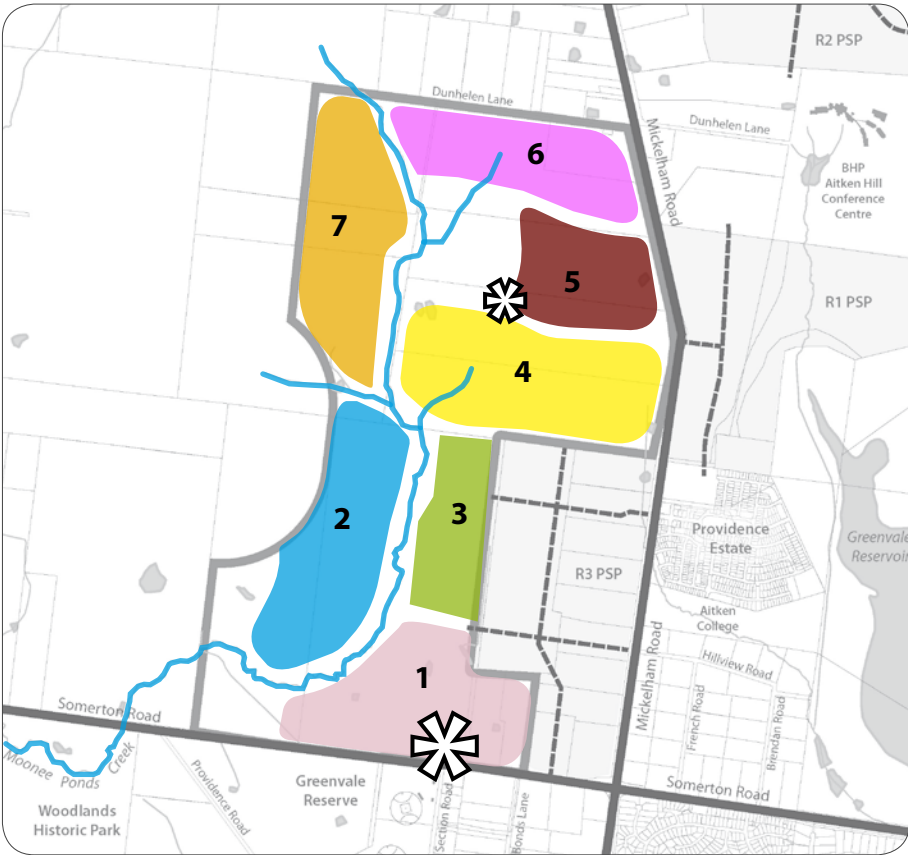 R2 PSP
Dunhelen Lane
Dunhelen Lane
Mickelham Road
6
BHP
Aitken Hill
Conference
Centre
7
5
R1 PSP
4
3
2
Providence
Estate
Greenvale
Reservoir
R3 PSP
Aitken
College
Hillview Road
Mickelham Road
French Road
Brendan Road
1
Somerton Road
Moonee Ponds Creek
Providence Road
Greenvale
Reserve
Section Road
Bonds Lane
Somerton Road
Woodlands
Historic Park